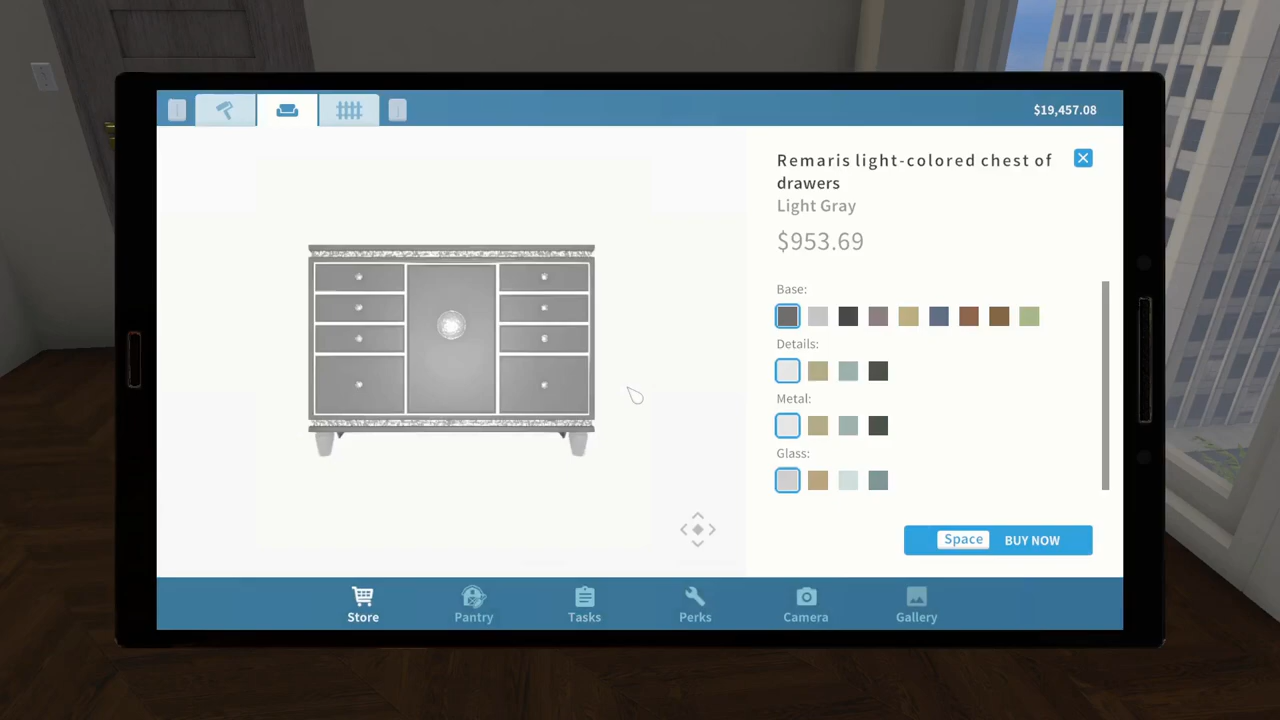 $19,457.08
Remaris light-colored chest of
drawers
Light Gray
$953.69
Base:
Details:
Metal:
Glass:
Space BUY NOW
Store Pantry Tasks Perks Camera Gallery